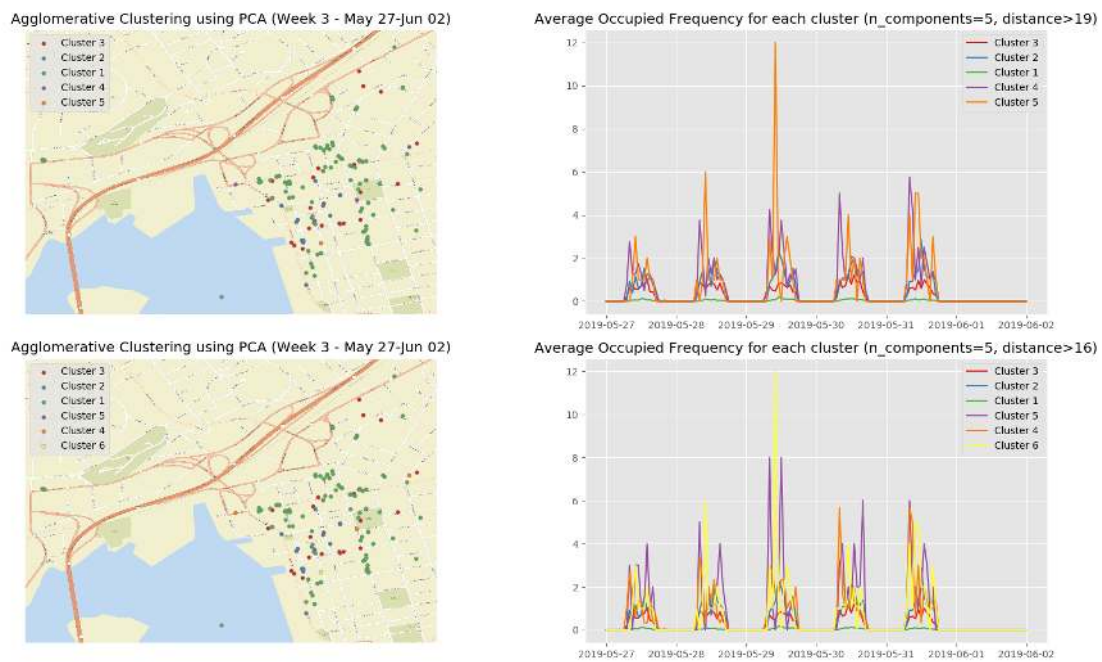 Agglomerative Clustering using PCA (Week 3 - May 27-Jun 02)
Cluster 3
Cluster 2
Cluster 1
Cluster 4
Cluster 5
Average Occupied Frequency for each cluster (n_components=5, distance>19)
12
10
8
6
4
2
0
Cluster 3
Cluster 2
Cluster 1
Cluster 4
Cluster 5
2019-05-27 2019-05-28 2019-05-29 2019-05-30 2019-05-31 2019-06-01 2019-06-02
Agglomerative Clustering using PCA (Week 3 - May 27-Jun 02)
Cluster 3
Cluster 2
Cluster 1
Cluster 5
Cluster 4
Cluster 6
Average Occupied Frequency for each cluster (n_components=5, distance>16)
12
10
8
6
4
2
0
Cluster 3
Cluster 2
Cluster 1
Cluster 5
Cluster 4
Cluster 6
2019-05-27 2019-05-28 2019-05-29 2019-05-30 2019-05-31 2019-06-01 2019-06-02